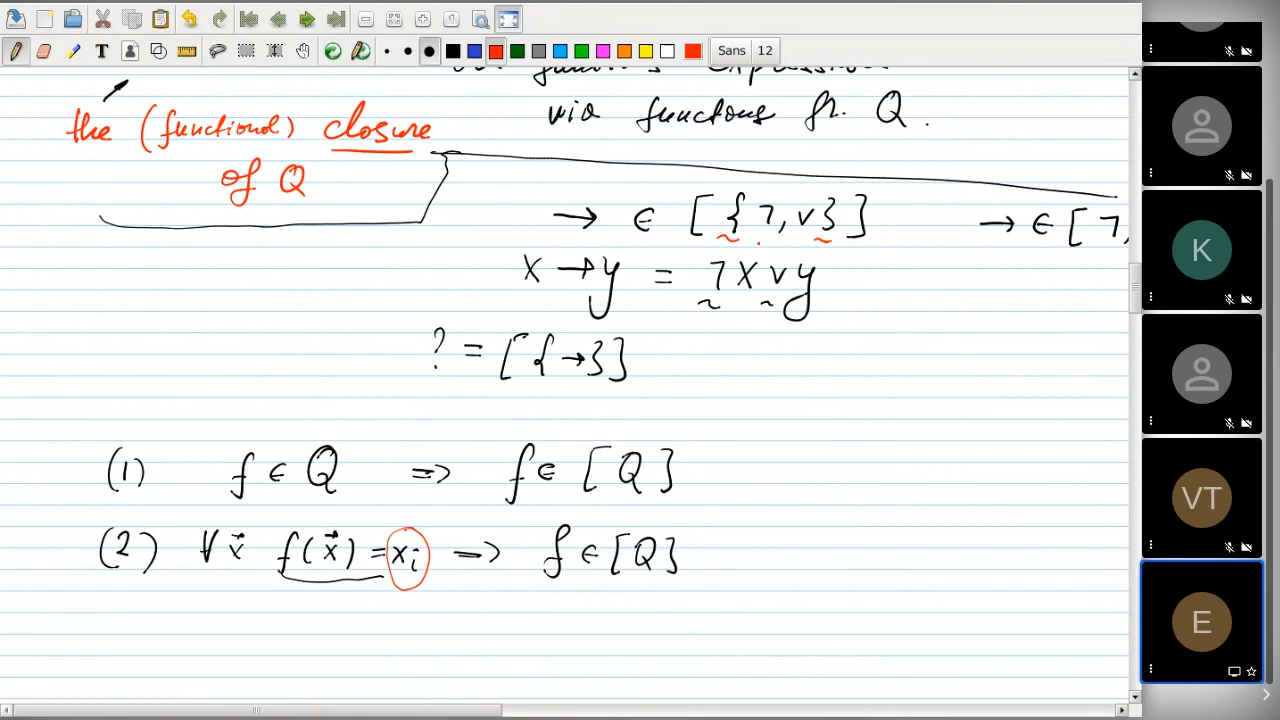 Sans 12
via functions fr. Q.
the (functional) closure
of Q
→ ∈ [{¬, ∨}] → ∈ [¬,
x → y = ¬x ∨ y
? = [{→}]
(1) f ∈ Q ⇒ f ∈ [Q]
(2) ∀x⃗ f(x⃗) = xᵢ ⇒ f ∈ [Q]
K
VT
E